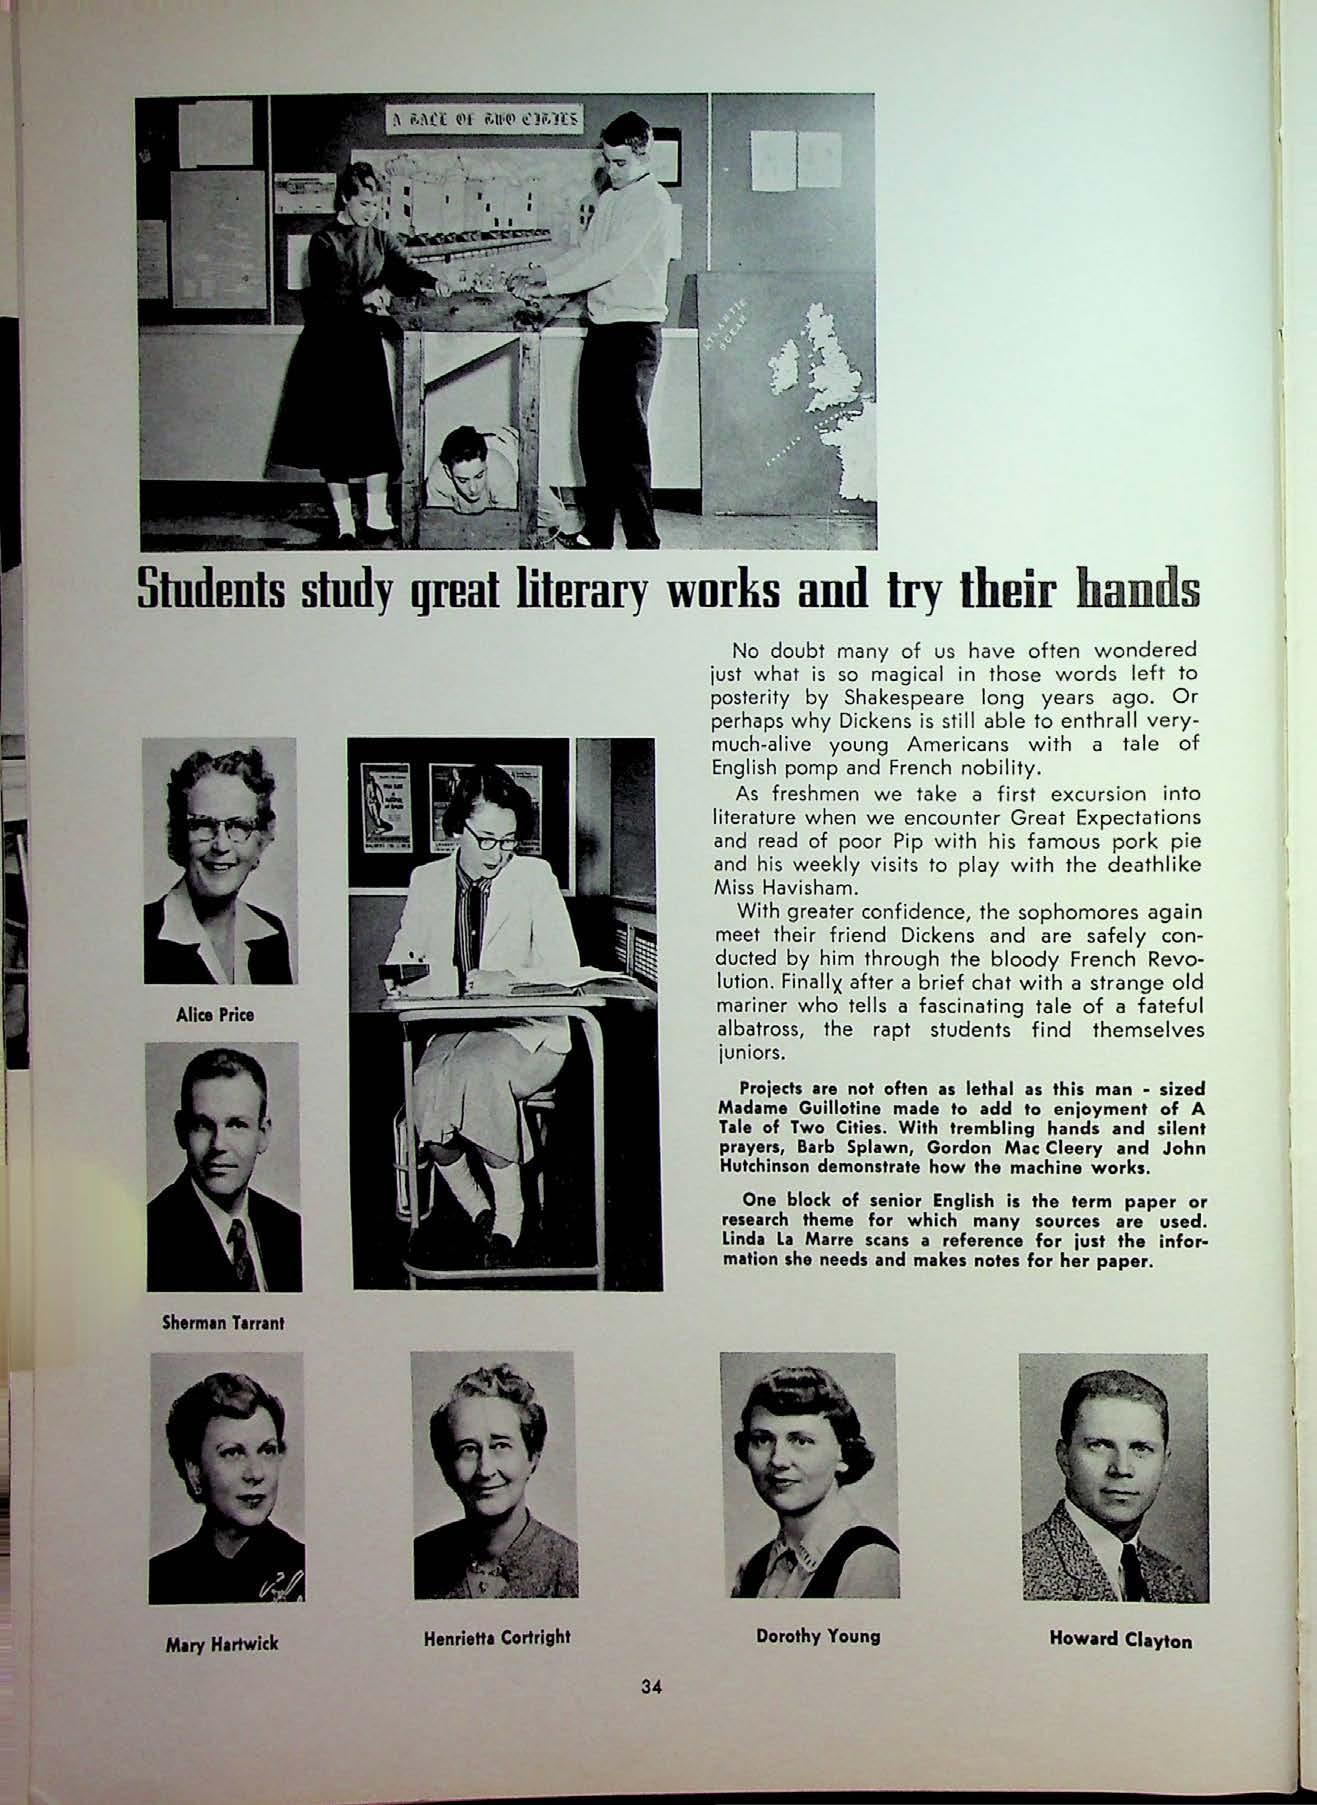 A TALE OF TWO CITIES
ATLANTIC
OCEAN
Students study great literary works and try their hands
No doubt many of us have often wondered
just what is so magical in those words left to
posterity by Shakespeare long years ago. Or
perhaps why Dickens is still able to enthrall very-
much-alive young Americans with a tale of
English pomp and French nobility.
As freshmen we take a first excursion into
literature when we encounter Great Expectations
and read of poor Pip with his famous pork pie
and his weekly visits to play with the deathlike
Miss Havisham.
With greater confidence, the sophomores again
meet their friend Dickens and are safely con-
ducted by him through the bloody French Revo-
lution. Finally, after a brief chat with a strange old
mariner who tells a fascinating tale of a fateful
albatross, the rapt students find themselves
juniors.
Projects are not often as lethal as this man - sized
Madame Guillotine made to add to enjoyment of A
Tale of Two Cities. With trembling hands and silent
prayers, Barb Splawn, Gordon Mac Cleery and John
Hutchinson demonstrate how the machine works.
One block of senior English is the term paper or
research theme for which many sources are used.
Linda La Marre scans a reference for just the infor-
mation she needs and makes notes for her paper.
Alice Price
Sherman Tarrant
Mary Hartwick
Henrietta Cortright
Dorothy Young
Howard Clayton
34